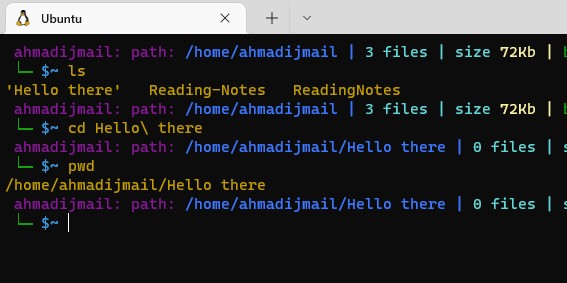 Ubuntu
ahmadijmail: path: /home/ahmadijmail | 3 files | size 72Kb |
└─ $~ ls
'Hello there'   Reading-Notes   ReadingNotes
ahmadijmail: path: /home/ahmadijmail | 3 files | size 72Kb |
└─ $~ cd Hello\ there
ahmadijmail: path: /home/ahmadijmail/Hello there | 0 files |
└─ $~ pwd
/home/ahmadijmail/Hello there
ahmadijmail: path: /home/ahmadijmail/Hello there | 0 files |
└─ $~